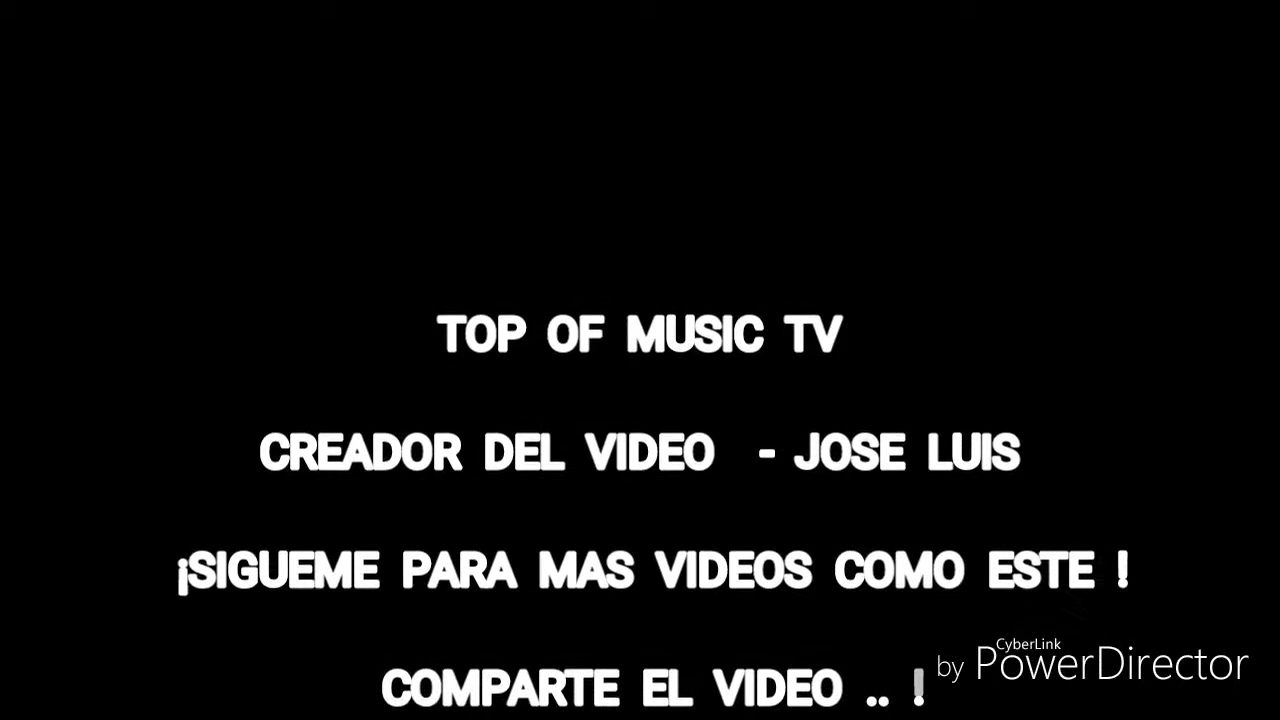 TOP OF MUSIC TV
CREADOR DEL VIDEO - JOSE LUIS
¡SIGUEME PARA MAS VIDEOS COMO ESTE !
COMPARTE EL VIDEO .. !
CyberLink
by PowerDirector